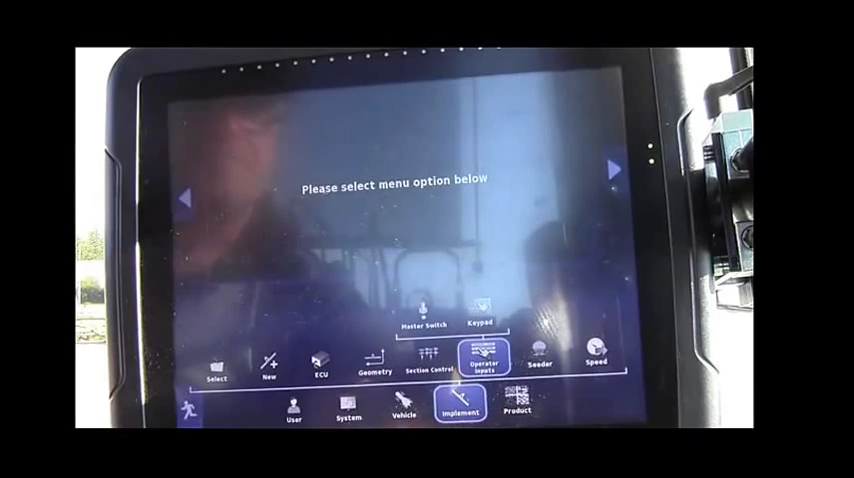 Please select menu option below
Master Switch
Keypad
Select
New
ECU
Geometry
Section Control
Operator
Inputs
Seeder
Speed
User
System
Vehicle
Implement
Product